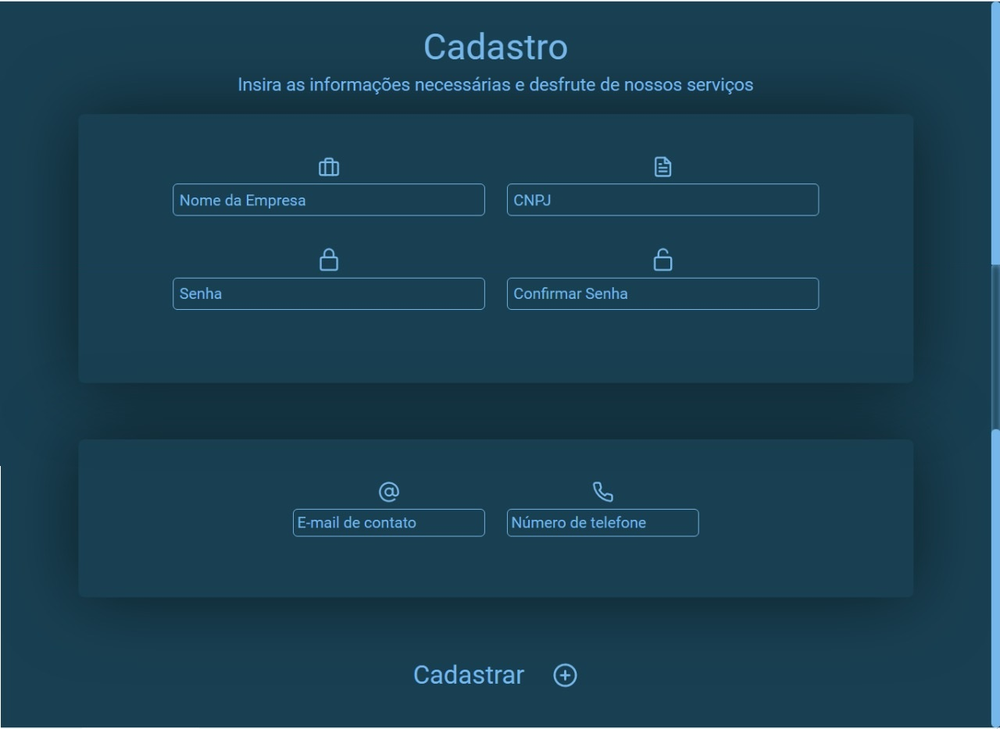 Cadastro
Insira as informações necessárias e desfrute de nossos serviços
Nome da Empresa
CNPJ
Senha
Confirmar Senha
E-mail de contato
Número de telefone
Cadastrar